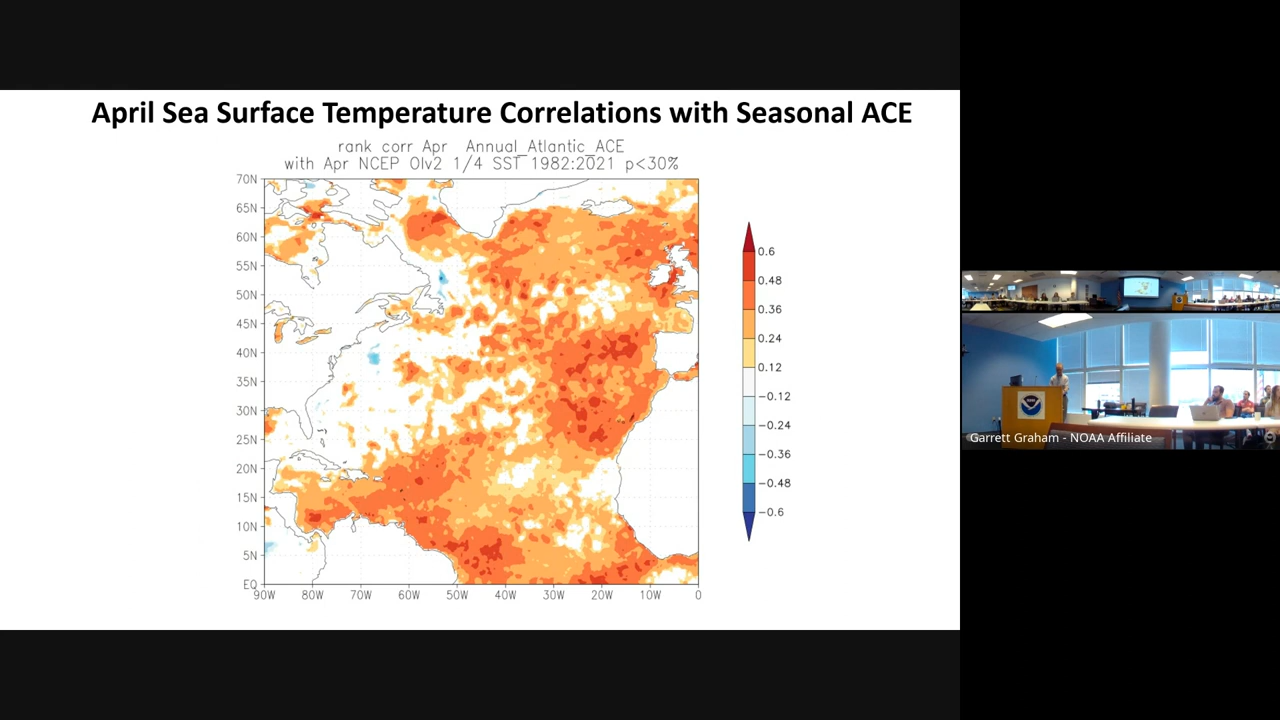 April Sea Surface Temperature Correlations with Seasonal ACE
rank corr Apr Annual_Atlantic_ACE
with Apr NCEP OIv2 1/4 SST 1982:2021 p<30%
70N
65N
60N
55N
50N
45N
40N
35N
30N
25N
20N
15N
10N
5N
EQ
90W 80W 70W 60W 50W 40W 30W 20W 10W 0
0.6
0.48
0.36
0.24
0.12
−0.12
−0.24
−0.36
−0.48
−0.6
Garrett Graham - NOAA Affiliate